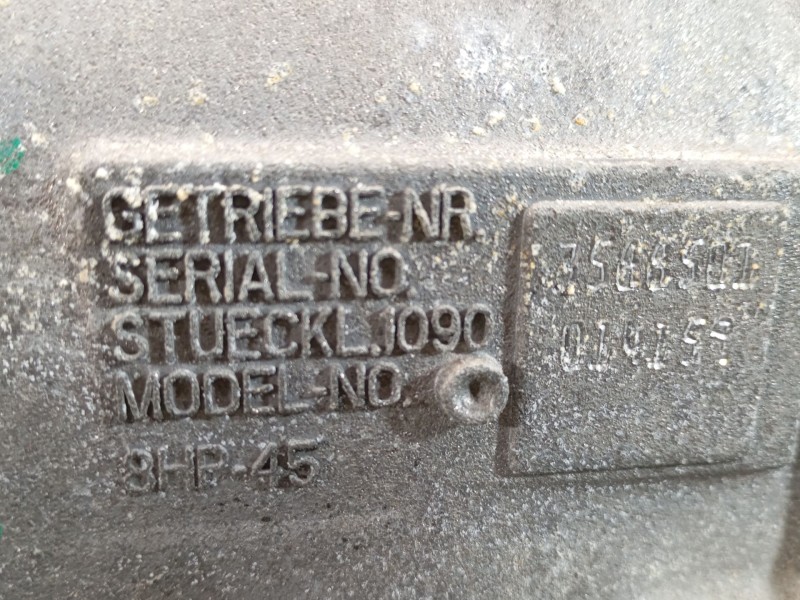 GETRIEBE-NR.
SERIAL-NO.
STUECKL.1090
MODEL-NO.
8HP-45